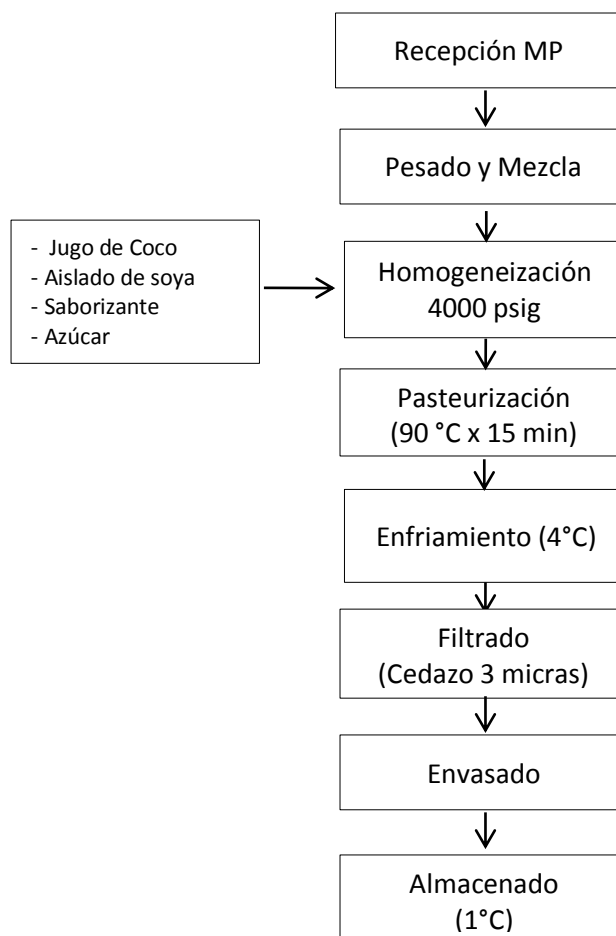 Recepción MP
Pesado y Mezcla
- Jugo de Coco
- Aislado de soya
- Saborizante
- Azúcar
Homogeneización
4000 psig
Pasteurización
(90 °C x 15 min)
Enfriamiento (4°C)
Filtrado
(Cedazo 3 micras)
Envasado
Almacenado
(1°C)